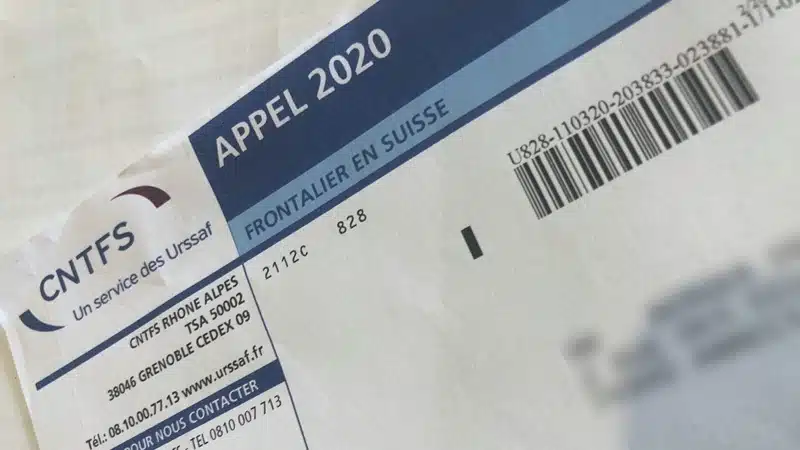 APPEL 2020
FRONTALIER EN SUISSE
U828-110320-203833-023881-1/1-0
2112C 828
CNTFS
Un service des Urssaf
CNTFS RHONE ALPES
TSA 50002
38046 GRENOBLE CEDEX 09
Tél.: 08.10.00.77.13 www.urssaf.fr
POUR NOUS CONTACTER
TEL 0810 007 713